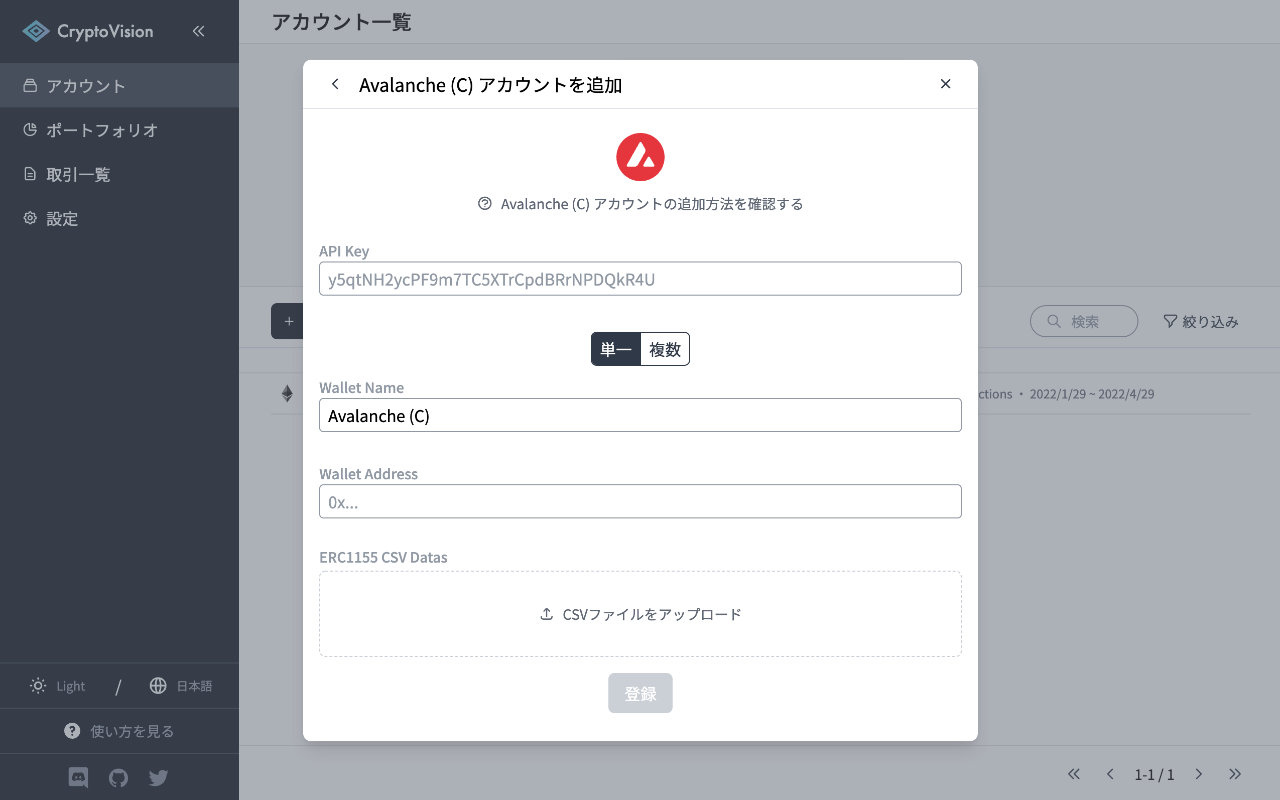 CryptoVision
アカウント
ポートフォリオ
取引一覧
設定
Light / 日本語
使い方を見る
アカウント一覧
検索
絞り込み
ctions ・ 2022/1/29 ~ 2022/4/29
1-1 / 1
Avalanche (C) アカウントを追加
Avalanche (C) アカウントの追加方法を確認する
API Key
y5qtNH2ycPF9m7TC5XTrCpdBRrNPDQkR4U
単一 複数
Wallet Name
Avalanche (C)
Wallet Address
0x...
ERC1155 CSV Datas
CSVファイルをアップロード
登録